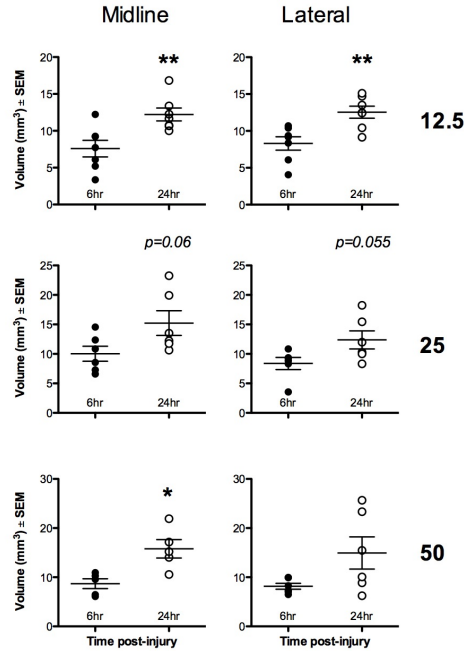 Midline Lateral
Volume (mm³) ± SEM
20
15
10
5
0
**
6hr 24hr
20
15
10
5
0
**
6hr 24hr
12.5
Volume (mm³) ± SEM
25
20
15
10
5
0
p=0.06
6hr 24hr
25
20
15
10
5
0
p=0.055
6hr 24hr
25
Volume (mm³) ± SEM
30
20
10
0
*
6hr 24hr
Time post-injury
30
20
10
0
6hr 24hr
Time post-injury
50